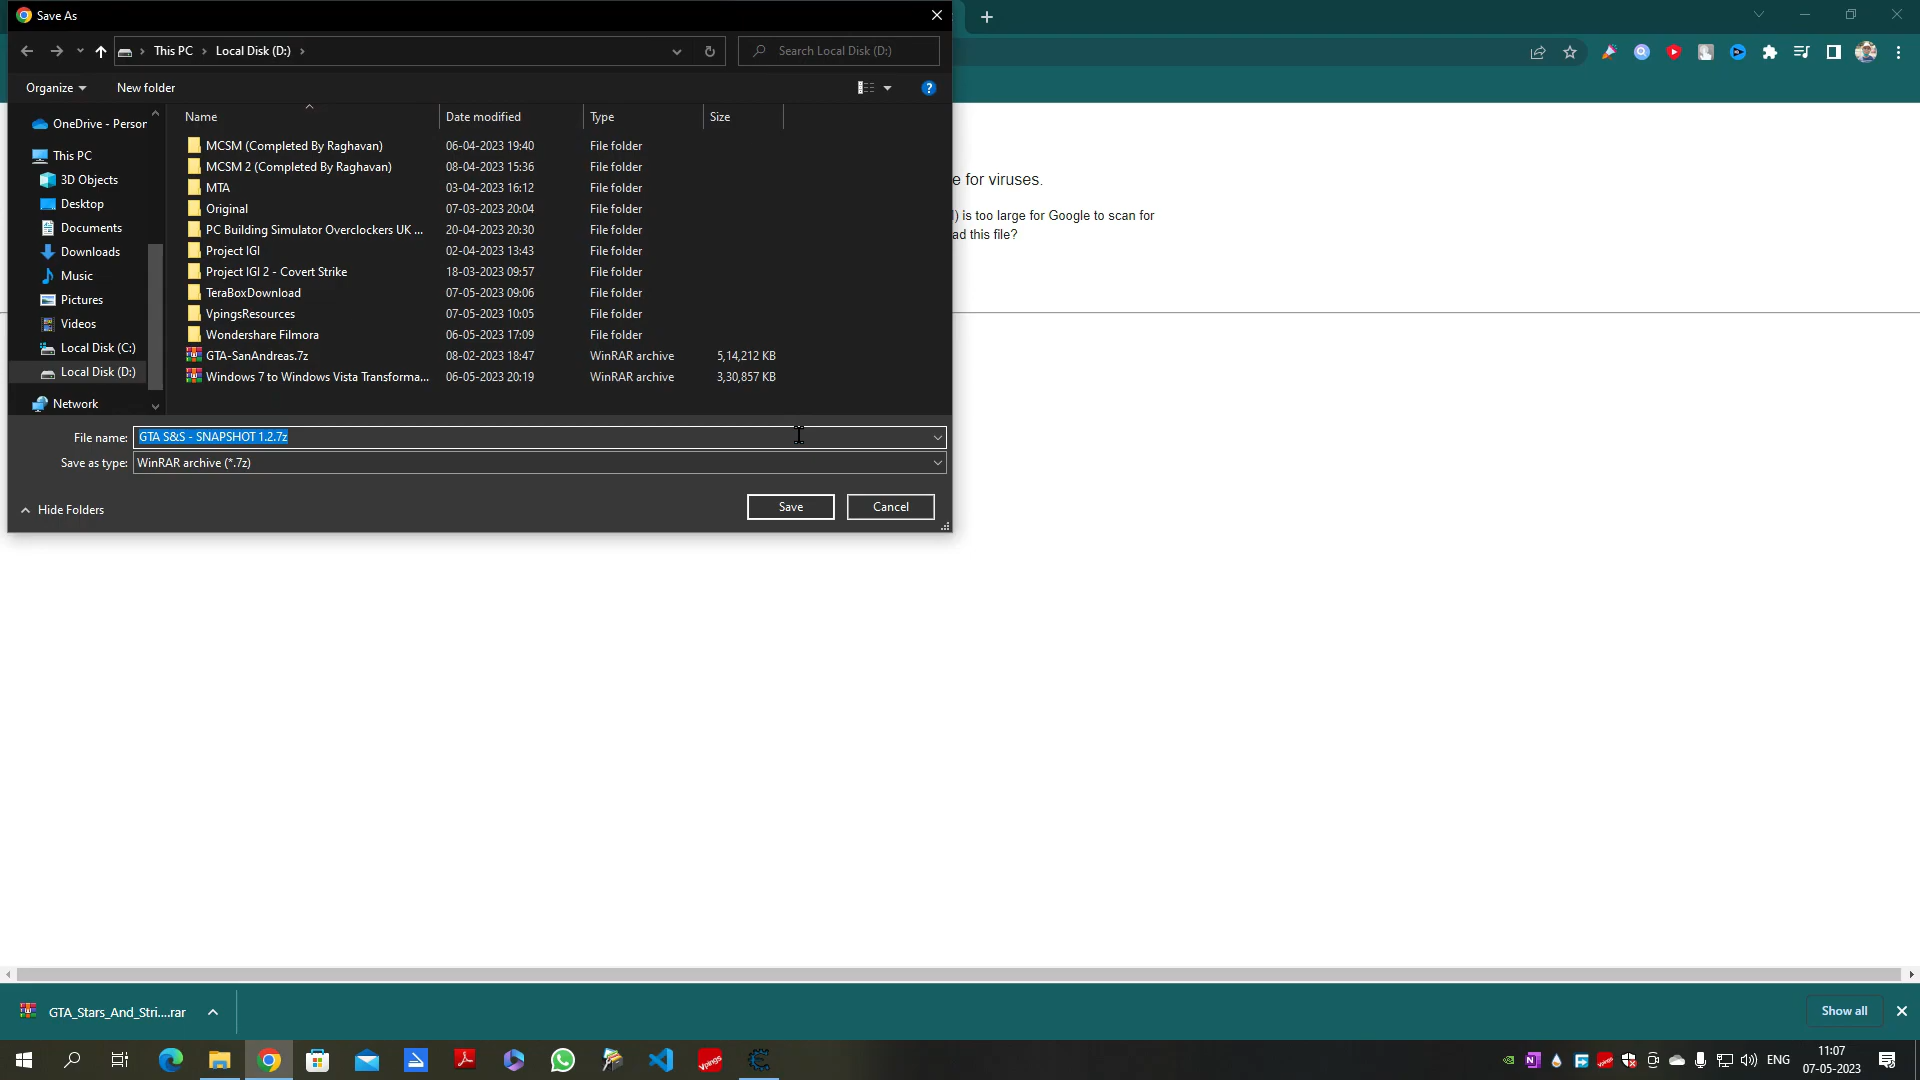 Save As
This PC
Local Disk (D:)
Search Local Disk (D:)
Organize
New folder
Name
Date modified
Type
Size
OneDrive - Person
This PC
3D Objects
Desktop
Documents
Downloads
Music
Pictures
Videos
Local Disk (C:)
Local Disk (D:)
Network
MCSM (Completed By Raghavan) 06-04-2023 19:40 File folder
MCSM 2 (Completed By Raghavan) 08-04-2023 15:36 File folder
MTA 03-04-2023 16:12 File folder
Original 07-03-2023 20:04 File folder
PC Building Simulator Overclockers UK ... 20-04-2023 20:30 File folder
Project IGI 02-04-2023 13:43 File folder
Project IGI 2 - Covert Strike 18-03-2023 09:57 File folder
TeraBoxDownload 07-05-2023 09:06 File folder
VpingsResources 07-05-2023 10:05 File folder
Wondershare Filmora 06-05-2023 17:09 File folder
GTA-SanAndreas.7z 08-02-2023 18:47 WinRAR archive 5,14,212 KB
Windows 7 to Windows Vista Transforma... 06-05-2023 20:19 WinRAR archive 3,30,857 KB
File name: GTA S&S - SNAPSHOT 1.2.7z
Save as type: WinRAR archive (*.7z)
Hide Folders
Save
Cancel
e for viruses.
) is too large for Google to scan for
ad this file?
GTA_Stars_And_Stri....rar
Show all
Vpings
ENG
11:07
07-05-2023